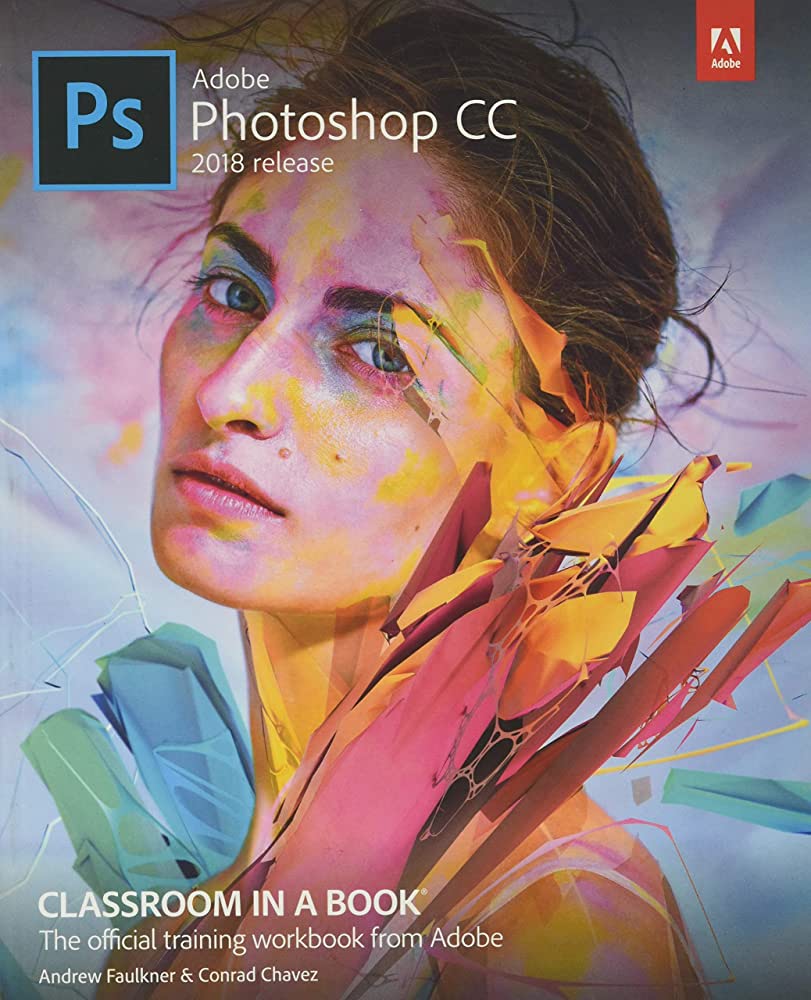 Adobe
Ps
Adobe
Photoshop CC
2018 release
CLASSROOM IN A BOOK®
The official training workbook from Adobe
Andrew Faulkner & Conrad Chavez